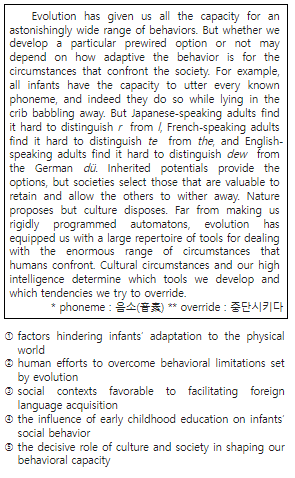 Evolution has given us all the capacity for an
astonishingly wide range of behaviors. But whether we
develop a particular prewired option or not may
depend on how adaptive the behavior is for the
circumstances that confront the society. For example,
all infants have the capacity to utter every known
phoneme, and indeed they do so while lying in the
crib babbling away. But Japanese-speaking adults find
it hard to distinguish r from l, French-speaking adults
find it hard to distinguish te from the, and English-
speaking adults find it hard to distinguish dew from
the German dü. Inherited potentials provide the
options, but societies select those that are valuable to
retain and allow the others to wither away. Nature
proposes but culture disposes. Far from making us
rigidly programmed automatons, evolution has
equipped us with a large repertoire of tools for dealing
with the enormous range of circumstances that
humans confront. Cultural circumstances and our high
intelligence determine which tools we develop and
which tendencies we try to override.
* phoneme : 음소(音素) ** override : 중단시키다
① factors hindering infants' adaptation to the physical
world
② human efforts to overcome behavioral limitations set
by evolution
③ social contexts favorable to facilitating foreign
language acquisition
④ the influence of early childhood education on infants'
social behavior
⑤ the decisive role of culture and society in shaping our
behavioral capacity